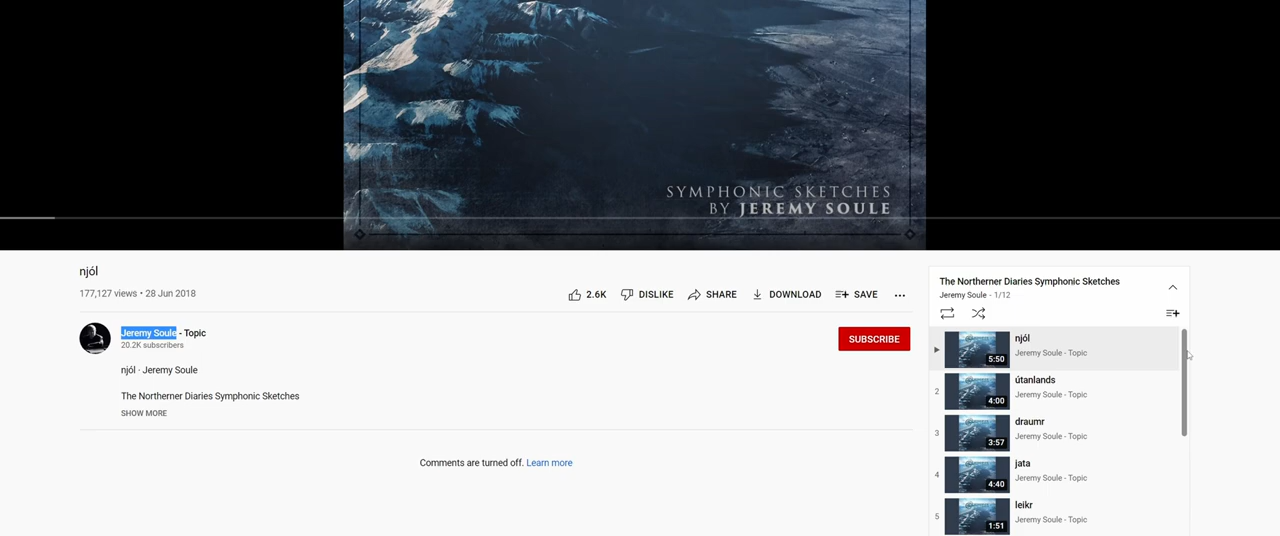 SYMPHONIC SKETCHES
BY JEREMY SOULE
njól
177,127 views • 28 Jun 2018
2.6K DISLIKE SHARE DOWNLOAD SAVE
Jeremy Soule - Topic
20.2K subscribers
SUBSCRIBE
njól · Jeremy Soule
The Northerner Diaries Symphonic Sketches
SHOW MORE
Comments are turned off. Learn more
The Northerner Diaries Symphonic Sketches
Jeremy Soule - 1/12
njól
5:50 Jeremy Soule - Topic
2 útanlands
4:00 Jeremy Soule - Topic
3 draumr
3:57 Jeremy Soule - Topic
4 jata
4:40 Jeremy Soule - Topic
5 leikr
1:51 Jeremy Soule - Topic